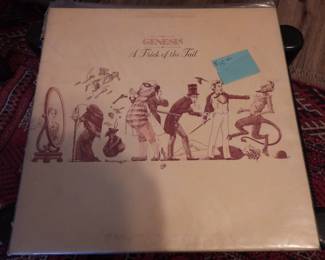 GENESIS
A Trick of the Tail